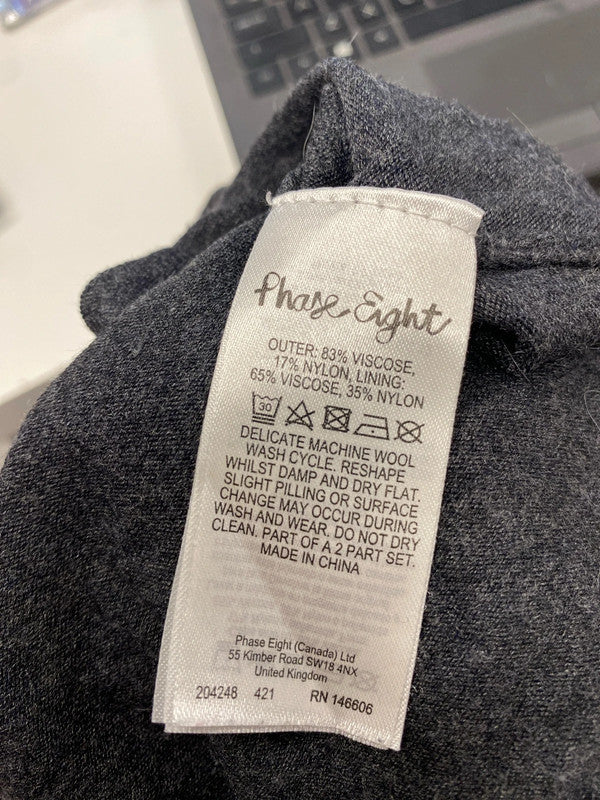 Phase Eight
OUTER: 83% VISCOSE,
17% NYLON, LINING:
65% VISCOSE, 35% NYLON
30
DELICATE MACHINE WOOL
WASH CYCLE. RESHAPE
WHILST DAMP AND DRY FLAT.
SLIGHT PILLING OR SURFACE
CHANGE MAY OCCUR DURING
WASH AND WEAR. DO NOT DRY
CLEAN. PART OF A 2 PART SET.
MADE IN CHINA
Phase Eight (Canada) Ltd
55 Kimber Road SW18 4NX
United Kingdom
204248 421 RN 146606